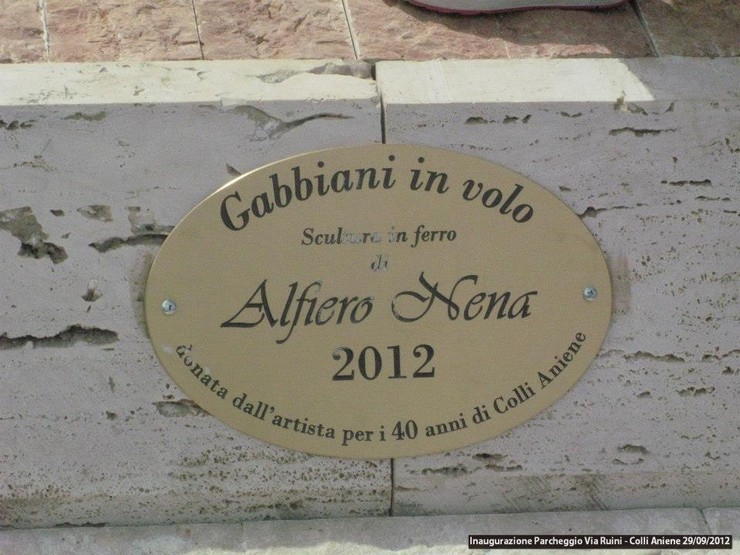 Gabbiani in volo
Scultura in ferro
di
Alfiero Nena
2012
donata dall'artista per i 40 anni di Colli Aniene
Inaugurazione Parcheggio Via Ruini - Colli Aniene 29/09/2012